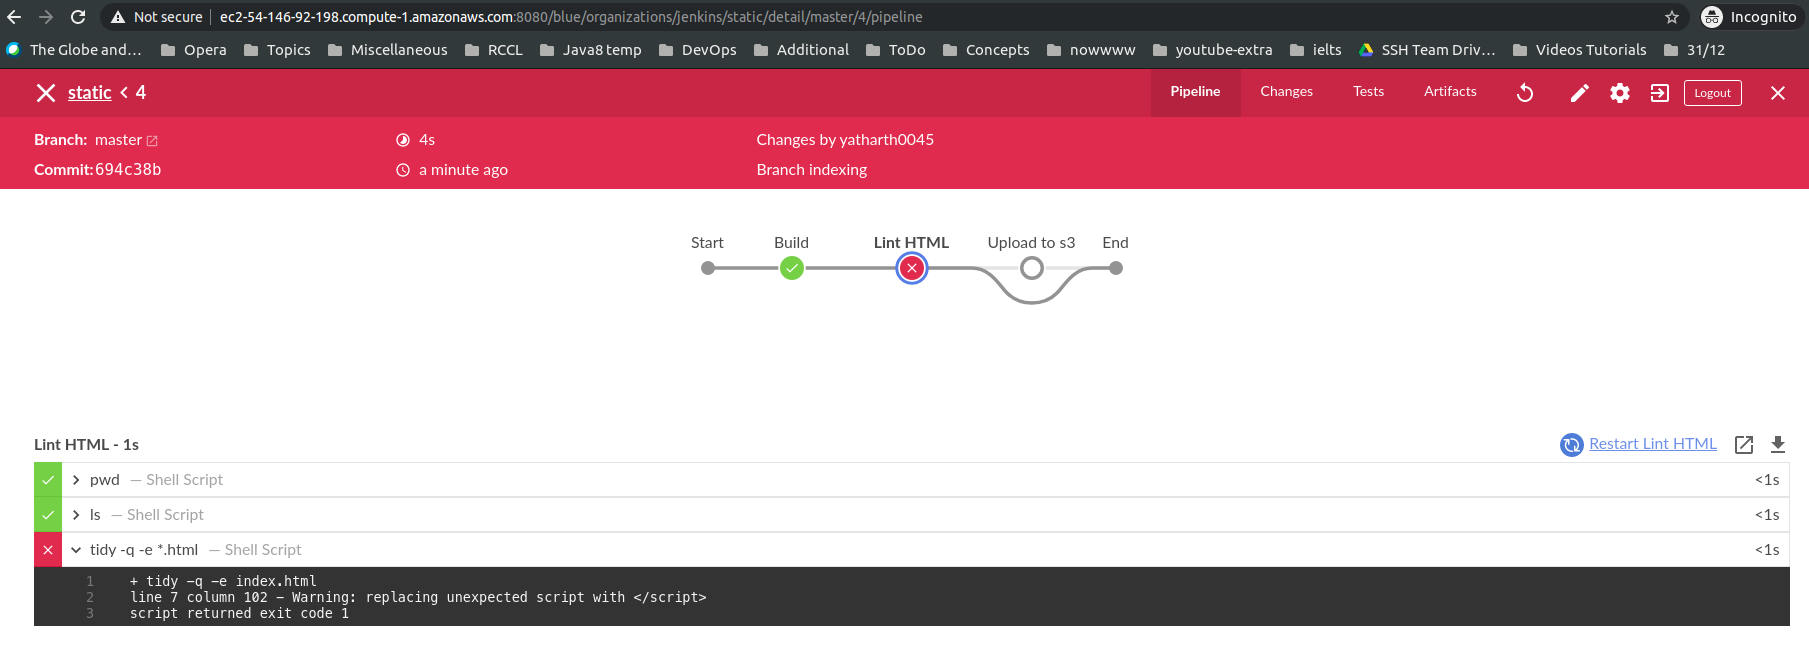 Not secure | ec2-54-146-92-198.compute-1.amazonaws.com:8080/blue/organizations/jenkins/static/detail/master/4/pipeline Incognito
The Globe and... Opera Topics Miscellaneous RCCL Java8 temp DevOps Additional ToDo Concepts nowwww youtube-extra ielts SSH Team Driv... Videos Tutorials 31/12
static < 4 Pipeline Changes Tests Artifacts Logout
Branch: master 4s Changes by yatharth0045
Commit: 694c38b a minute ago Branch indexing
Start Build Lint HTML Upload to s3 End
Lint HTML - 1s Restart Lint HTML
pwd — Shell Script <1s
ls — Shell Script <1s
tidy -q -e *.html — Shell Script <1s
1 + tidy -q -e index.html
2 line 7 column 102 - Warning: replacing unexpected script with </script>
3 script returned exit code 1